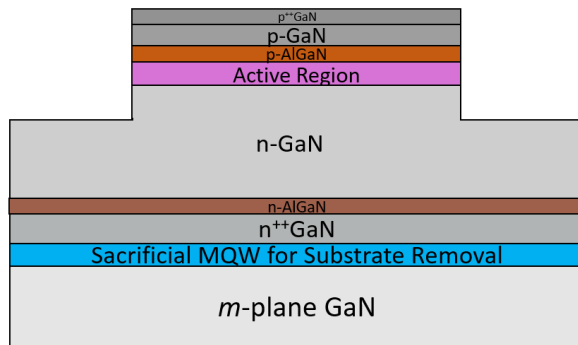 p⁺⁺GaN
p-GaN
p-AlGaN
Active Region
n-GaN
n-AlGaN
n⁺⁺GaN
Sacrificial MQW for Substrate Removal
m-plane GaN